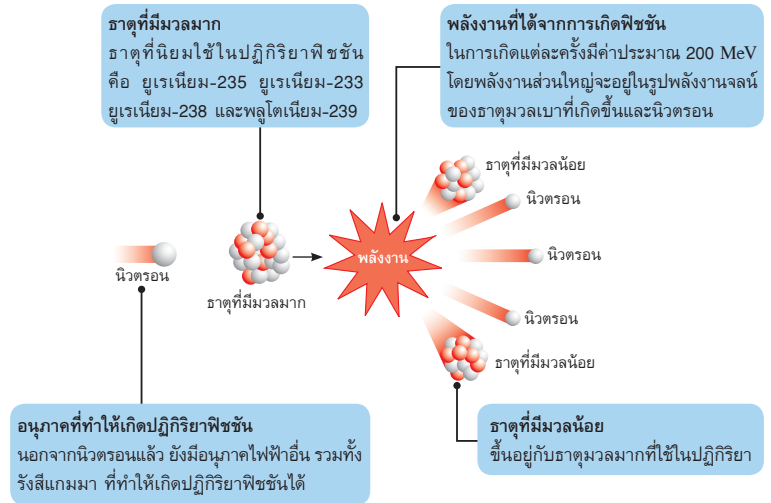 ธาตุที่มีมวลมาก
ธาตุที่นิยมใช้ในปฏิกิริยาฟิชชัน
คือ ยูเรเนียม-235 ยูเรเนียม-233
ยูเรเนียม-238 และพลูโตเนียม-239
พลังงานที่ได้จากการเกิดฟิชชัน
ในการเกิดแต่ละครั้งมีค่าประมาณ 200 MeV
โดยพลังงานส่วนใหญ่จะอยู่ในรูปพลังงานจลน์
ของธาตุมวลเบาที่เกิดขึ้นและนิวตรอน
ธาตุที่มีมวลน้อย
นิวตรอน
พลังงาน
นิวตรอน
นิวตรอน
ธาตุที่มีมวลมาก
นิวตรอน
ธาตุที่มีมวลน้อย
อนุภาคที่ทำให้เกิดปฏิกิริยาฟิชชัน
นอกจากนิวตรอนแล้ว ยังมีอนุภาคไฟฟ้าอื่น รวมทั้ง
รังสีแกมมา ที่ทำให้เกิดปฏิกิริยาฟิชชันได้
ธาตุที่มีมวลน้อย
ขึ้นอยู่กับธาตุมวลมากที่ใช้ในปฏิกิริยา